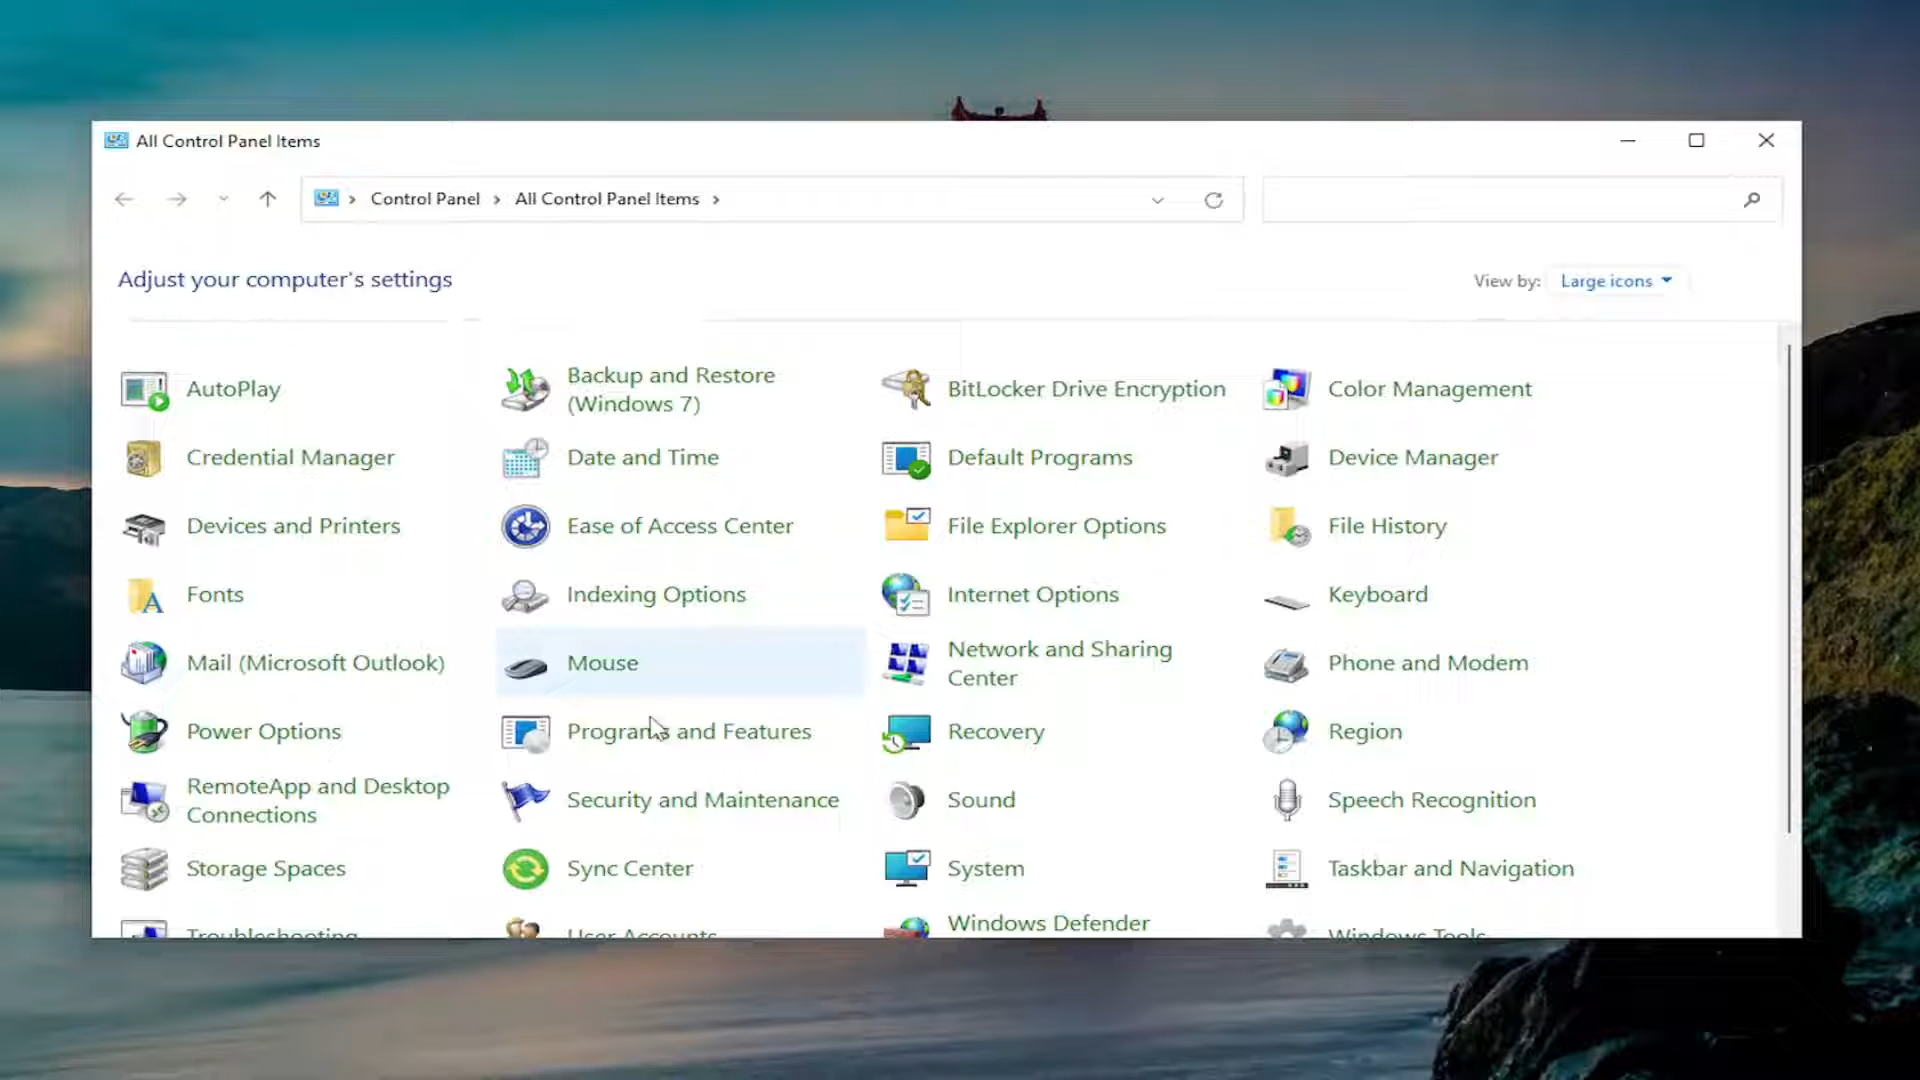 All Control Panel Items
Control Panel
All Control Panel Items
Adjust your computer's settings
View by: Large icons
AutoPlay
Backup and Restore
(Windows 7)
BitLocker Drive Encryption
Color Management
Credential Manager
Date and Time
Default Programs
Device Manager
Devices and Printers
Ease of Access Center
File Explorer Options
File History
Fonts
Indexing Options
Internet Options
Keyboard
Mail (Microsoft Outlook)
Mouse
Network and Sharing
Center
Phone and Modem
Power Options
Programs and Features
Recovery
Region
RemoteApp and Desktop
Connections
Security and Maintenance
Sound
Speech Recognition
Storage Spaces
Sync Center
System
Taskbar and Navigation
Troubleshooting
User Accounts
Windows Defender
Windows Tools